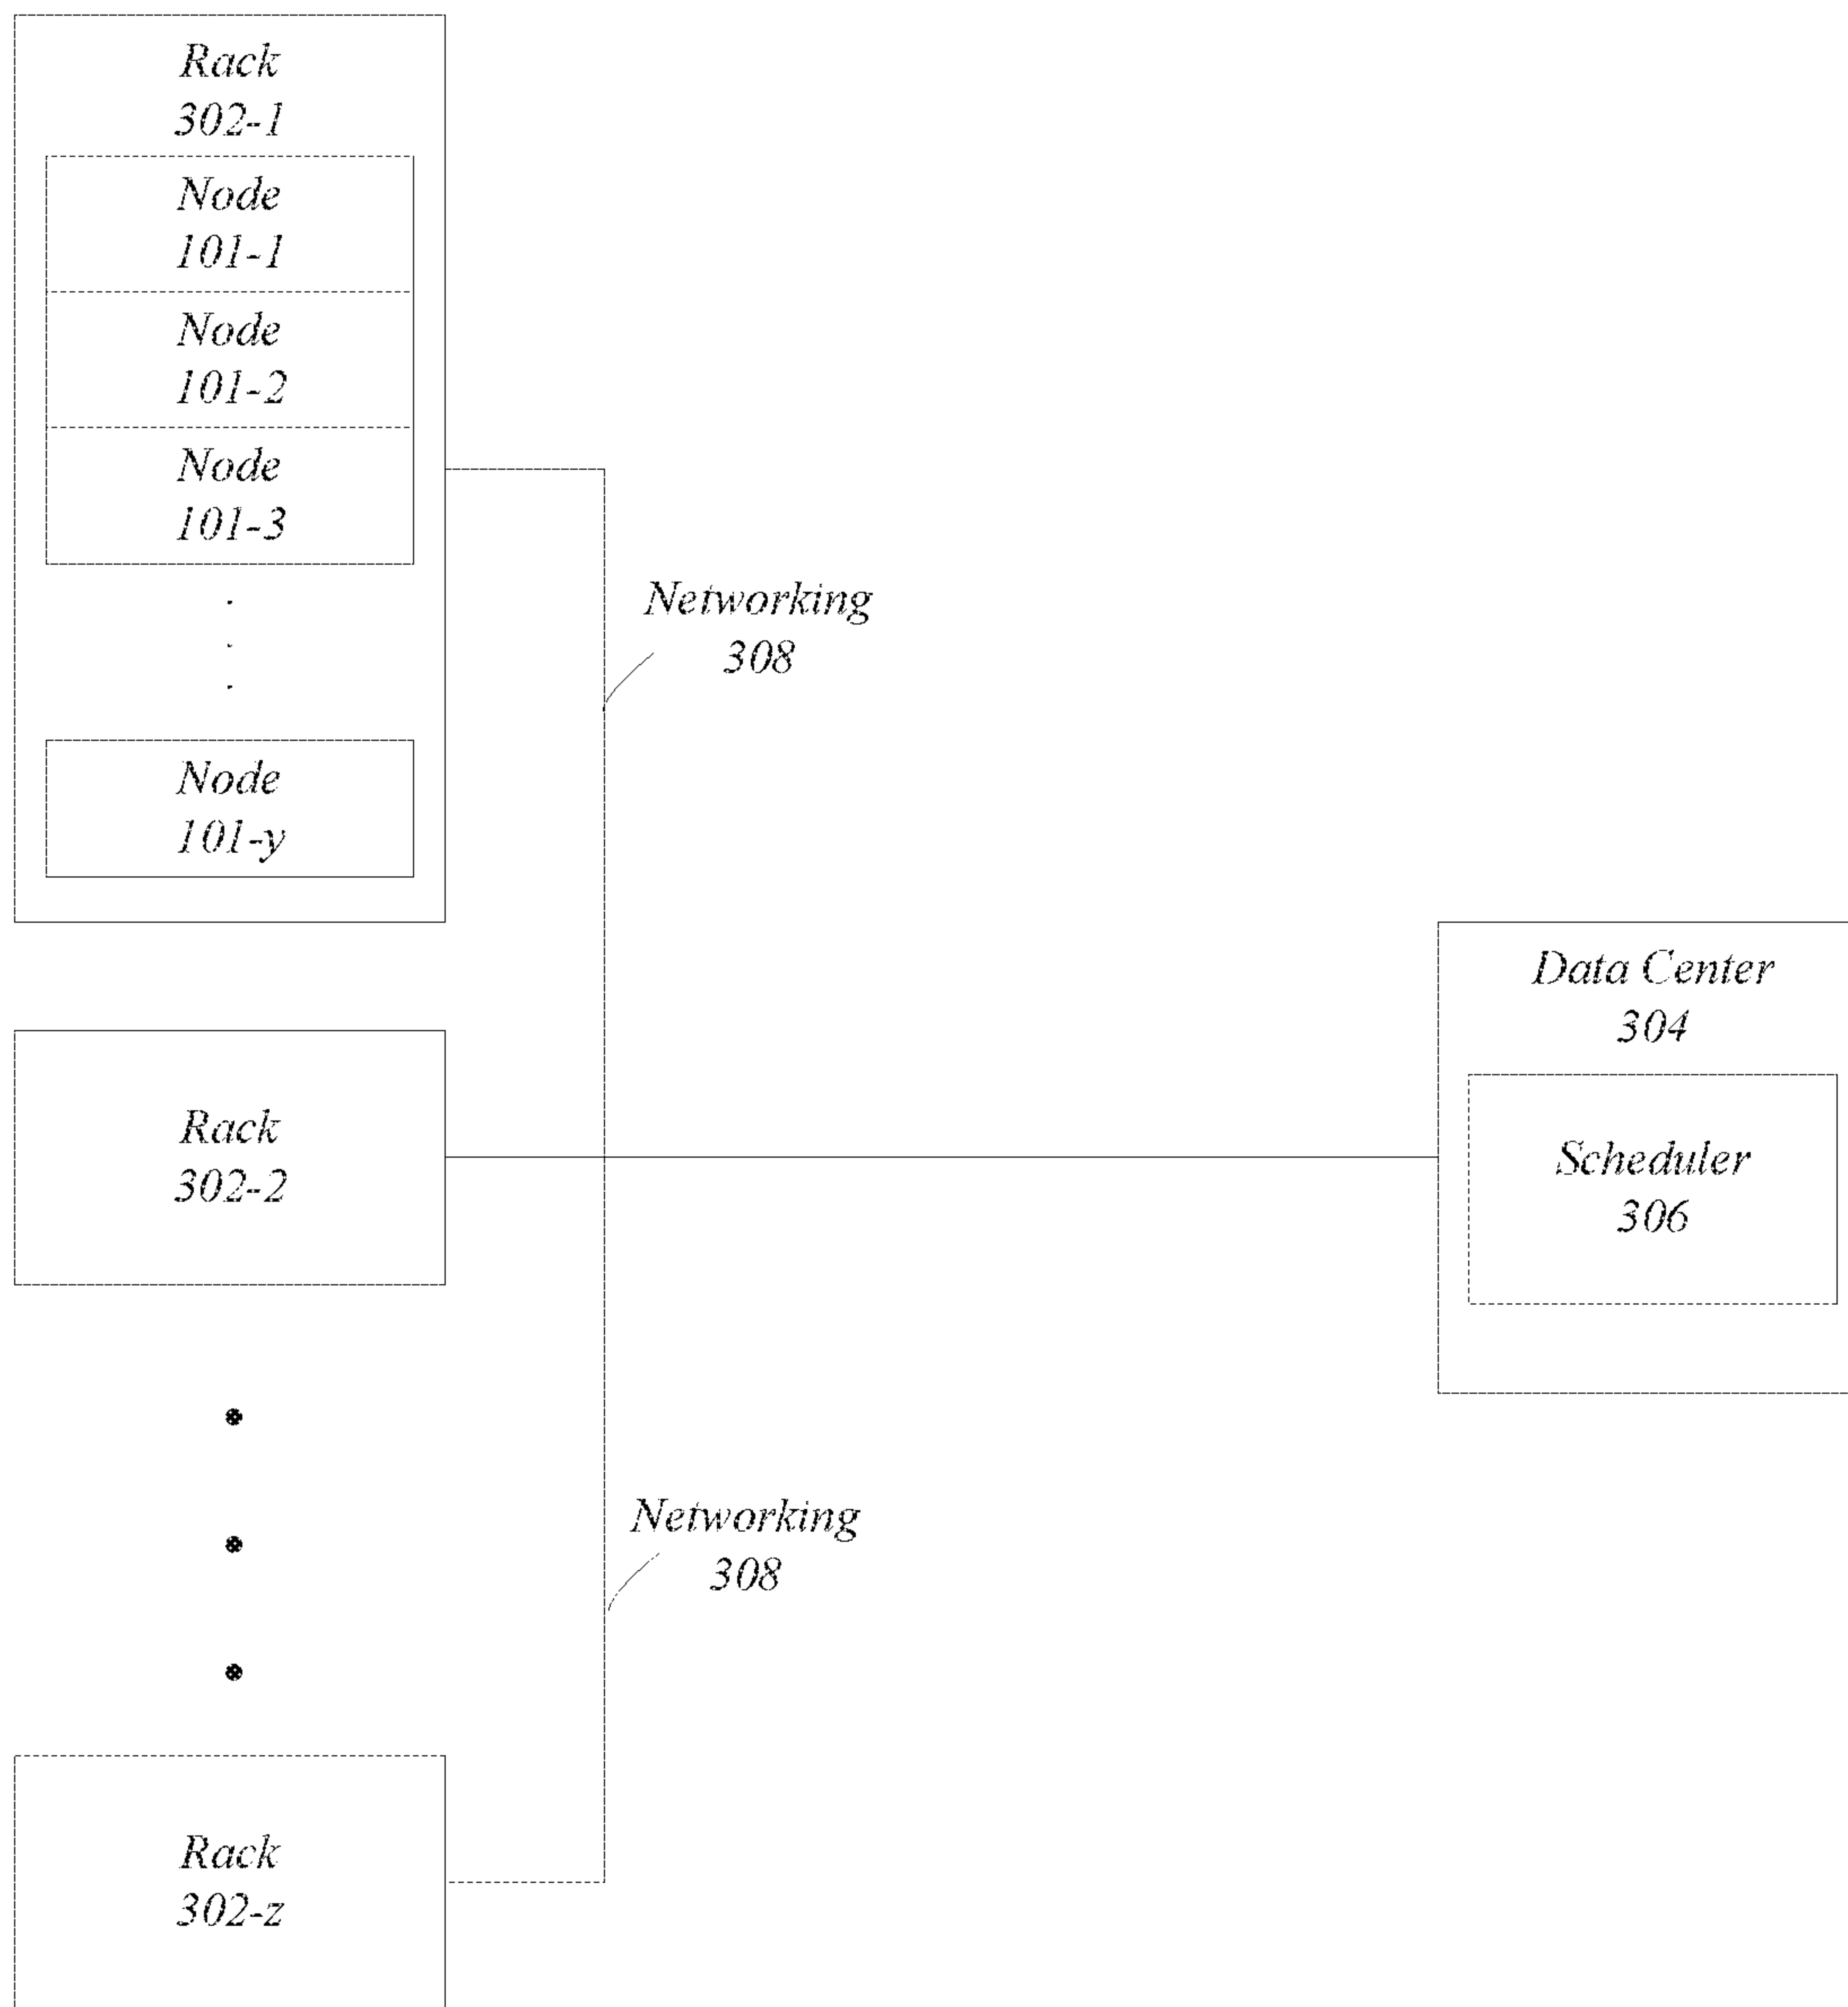 Rack
302-1
Node
101-1
Node
101-2
Node
101-3
Node
101-y
Networking
308
Data Center
304
Scheduler
306
Rack
302-2
Networking
308
Rack
302-z